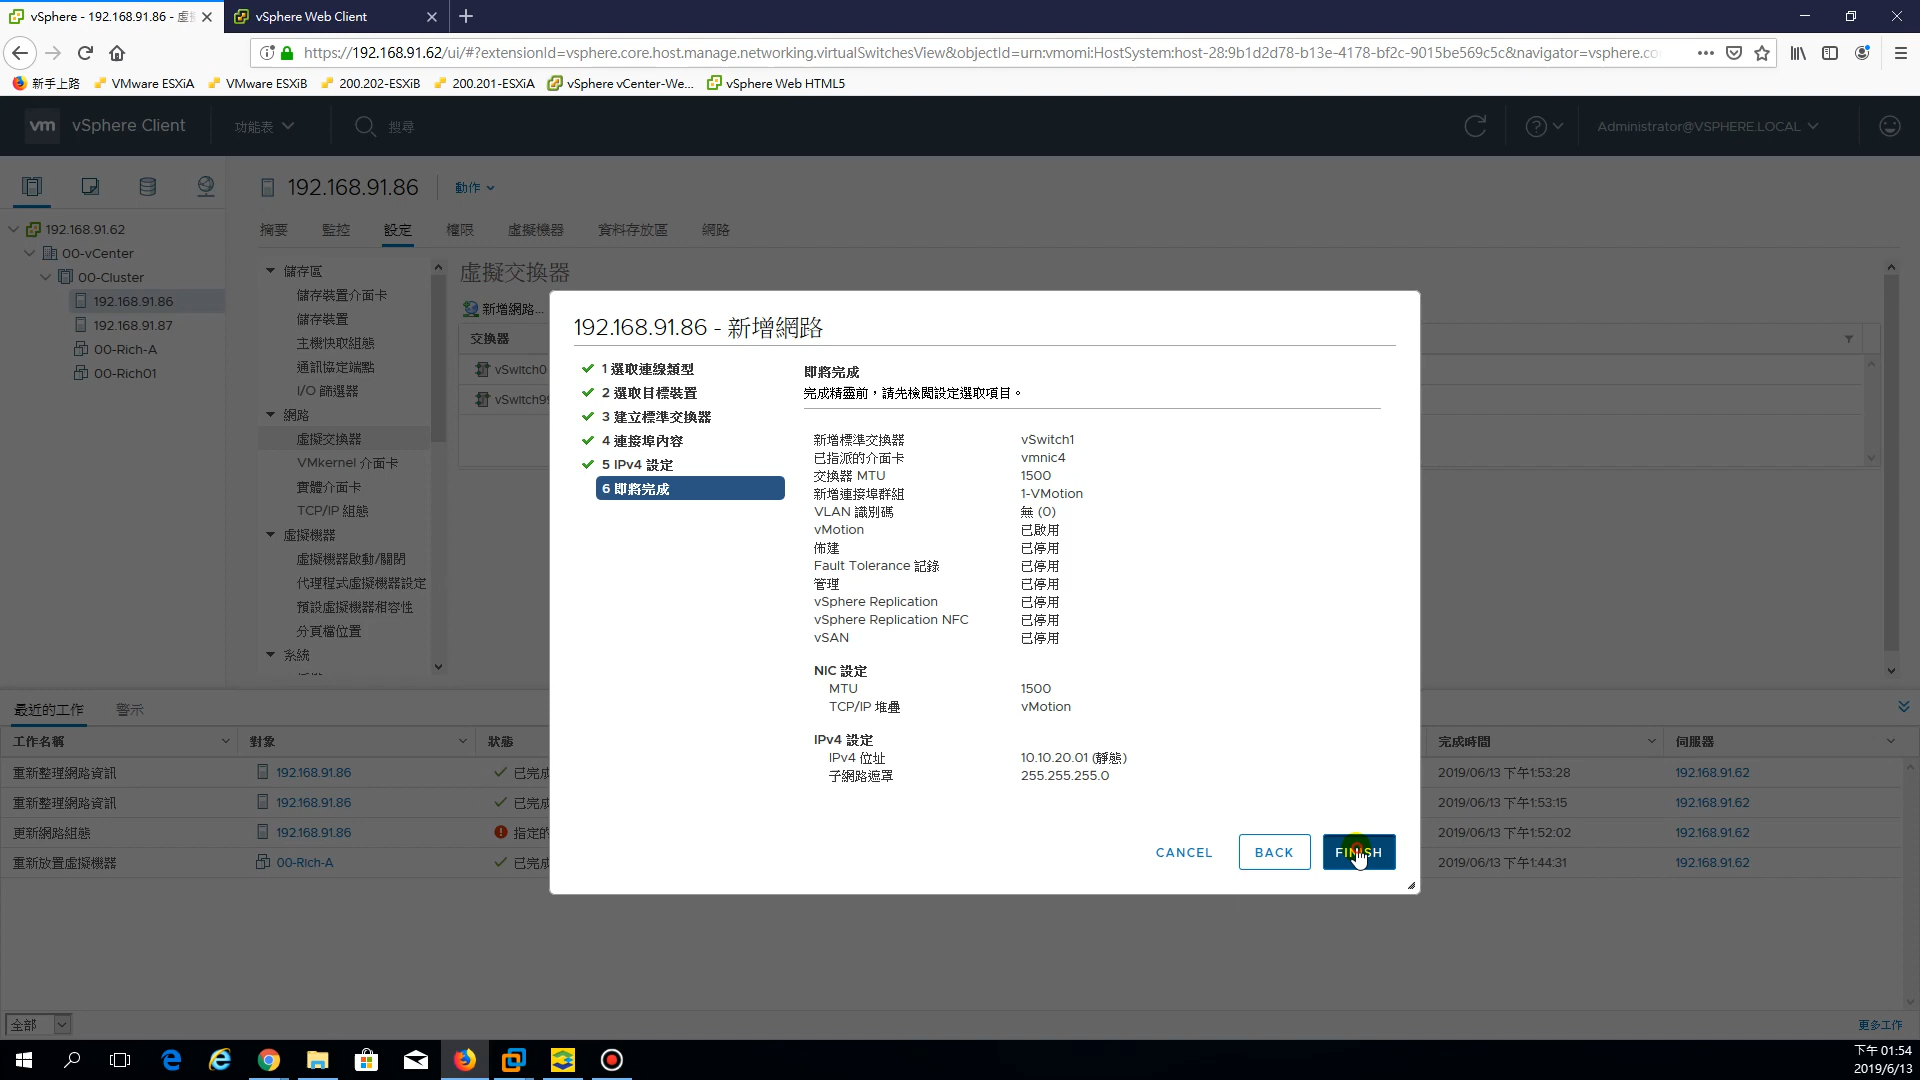 vSphere - 192.168.91.86 - 虛
vSphere Web Client
https://192.168.91.62/ui/#?extensionId=vsphere.core.host.manage.networking.virtualSwitchesView&objectId=urn:vmomi:HostSystem:host-28:9b1d2d78-b13e-4178-bf2c-9015be569c5c&navigator=vsphere.co
新手上路
VMware ESXiA
VMware ESXiB
200.202-ESXiB
200.201-ESXiA
vSphere vCenter-We...
vSphere Web HTML5
vm vSphere Client
功能表
搜尋
Administrator@VSPHERE.LOCAL
192.168.91.86
動作
192.168.91.62
00-vCenter
00-Cluster
192.168.91.86
192.168.91.87
00-Rich-A
00-Rich01
摘要 監控 設定 權限 虛擬機器 資料存放區 網路
儲存區
儲存裝置介面卡
儲存裝置
主機快取組態
通訊協定端點
I/O 篩選器
網路
虛擬交換器
VMkernel 介面卡
實體介面卡
TCP/IP 組態
虛擬機器
虛擬機器啟動/關閉
代理程式虛擬機器設定
預設虛擬機器相容性
分頁檔位置
系統
虛擬交換器
新增網路...
交換器
vSwitch0
vSwitch99
192.168.91.86 - 新增網路
1 選取連線類型
2 選取目標裝置
3 建立標準交換器
4 連接埠內容
5 IPv4 設定
6 即將完成
即將完成
完成精靈前，請先檢閱設定選取項目。
新增標準交換器 vSwitch1
已指派的介面卡 vmnic4
交換器 MTU 1500
新增連接埠群組 1-VMotion
VLAN 識別碼 無 (0)
vMotion 已啟用
佈建 已停用
Fault Tolerance 記錄 已停用
管理 已停用
vSphere Replication 已停用
vSphere Replication NFC 已停用
vSAN 已停用
NIC 設定
MTU 1500
TCP/IP 堆疊 vMotion
IPv4 設定
IPv4 位址 10.10.20.01 (靜態)
子網路遮罩 255.255.255.0
CANCEL BACK FINISH
最近的工作 警示
工作名稱 對象 狀態 完成時間 伺服器
重新整理網路資訊 192.168.91.86 已完成 2019/06/13 下午1:53:28 192.168.91.62
重新整理網路資訊 192.168.91.86 已完成 2019/06/13 下午1:53:15 192.168.91.62
更新網路組態 192.168.91.86 指定的 2019/06/13 下午1:52:02 192.168.91.62
重新放置虛擬機器 00-Rich-A 已完成 2019/06/13 下午1:44:31 192.168.91.62
全部
更多工作
下午 01:54
2019/6/13